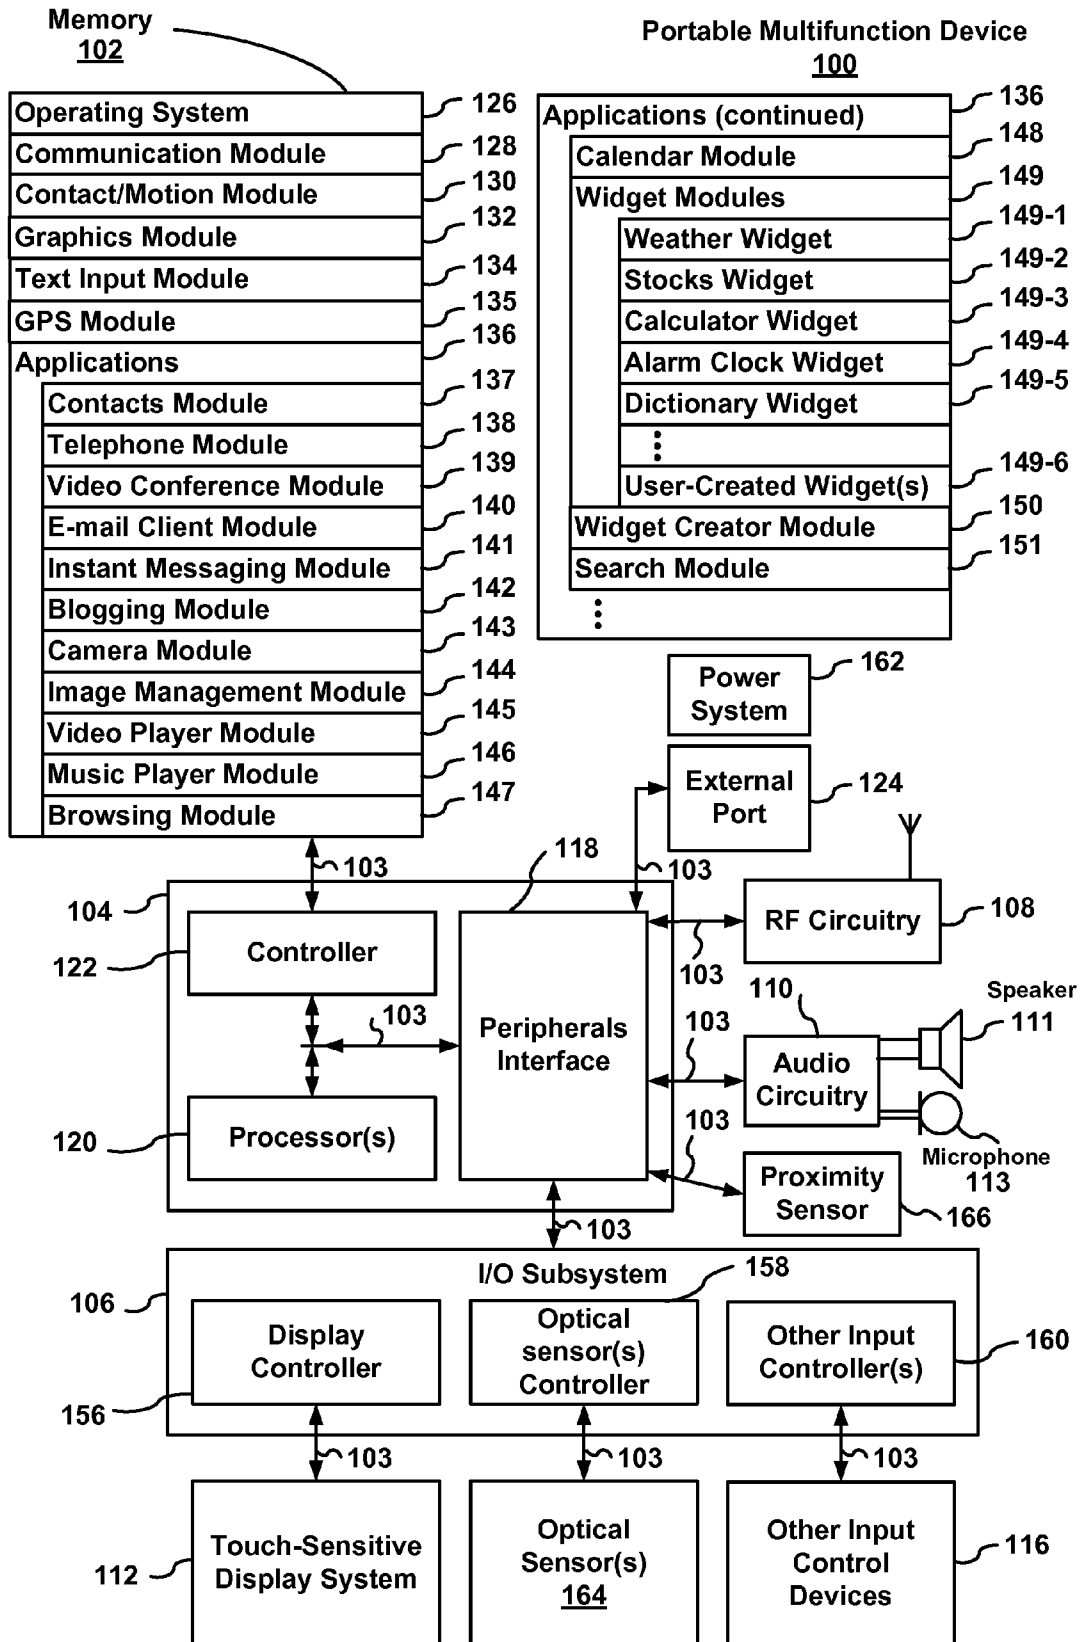 Memory
102
Portable Multifunction Device
100
Operating System
126
Communication Module
128
Contact/Motion Module
130
Graphics Module
132
Text Input Module
134
GPS Module
135
Applications
136
Contacts Module
137
Telephone Module
138
Video Conference Module
139
E-mail Client Module
140
Instant Messaging Module
141
Blogging Module
142
Camera Module
143
Image Management Module
144
Video Player Module
145
Music Player Module
146
Browsing Module
147
Applications (continued)
136
Calendar Module
148
Widget Modules
149
Weather Widget
149-1
Stocks Widget
149-2
Calculator Widget
149-3
Alarm Clock Widget
149-4
Dictionary Widget
149-5
User-Created Widget(s)
149-6
Widget Creator Module
150
Search Module
151
Power
System
162
External
Port
124
103
118
103
104
Controller
122
103
Peripherals
Interface
Processor(s)
120
RF Circuitry
108
103
110
Speaker
111
103
Audio
Circuitry
103
Microphone
113
Proximity
Sensor
166
103
I/O Subsystem
158
106
Display
Controller
156
Optical
sensor(s)
Controller
Other Input
Controller(s)
160
103
103
103
Touch-Sensitive
Display System
112
Optical
Sensor(s)
164
Other Input
Control
Devices
116